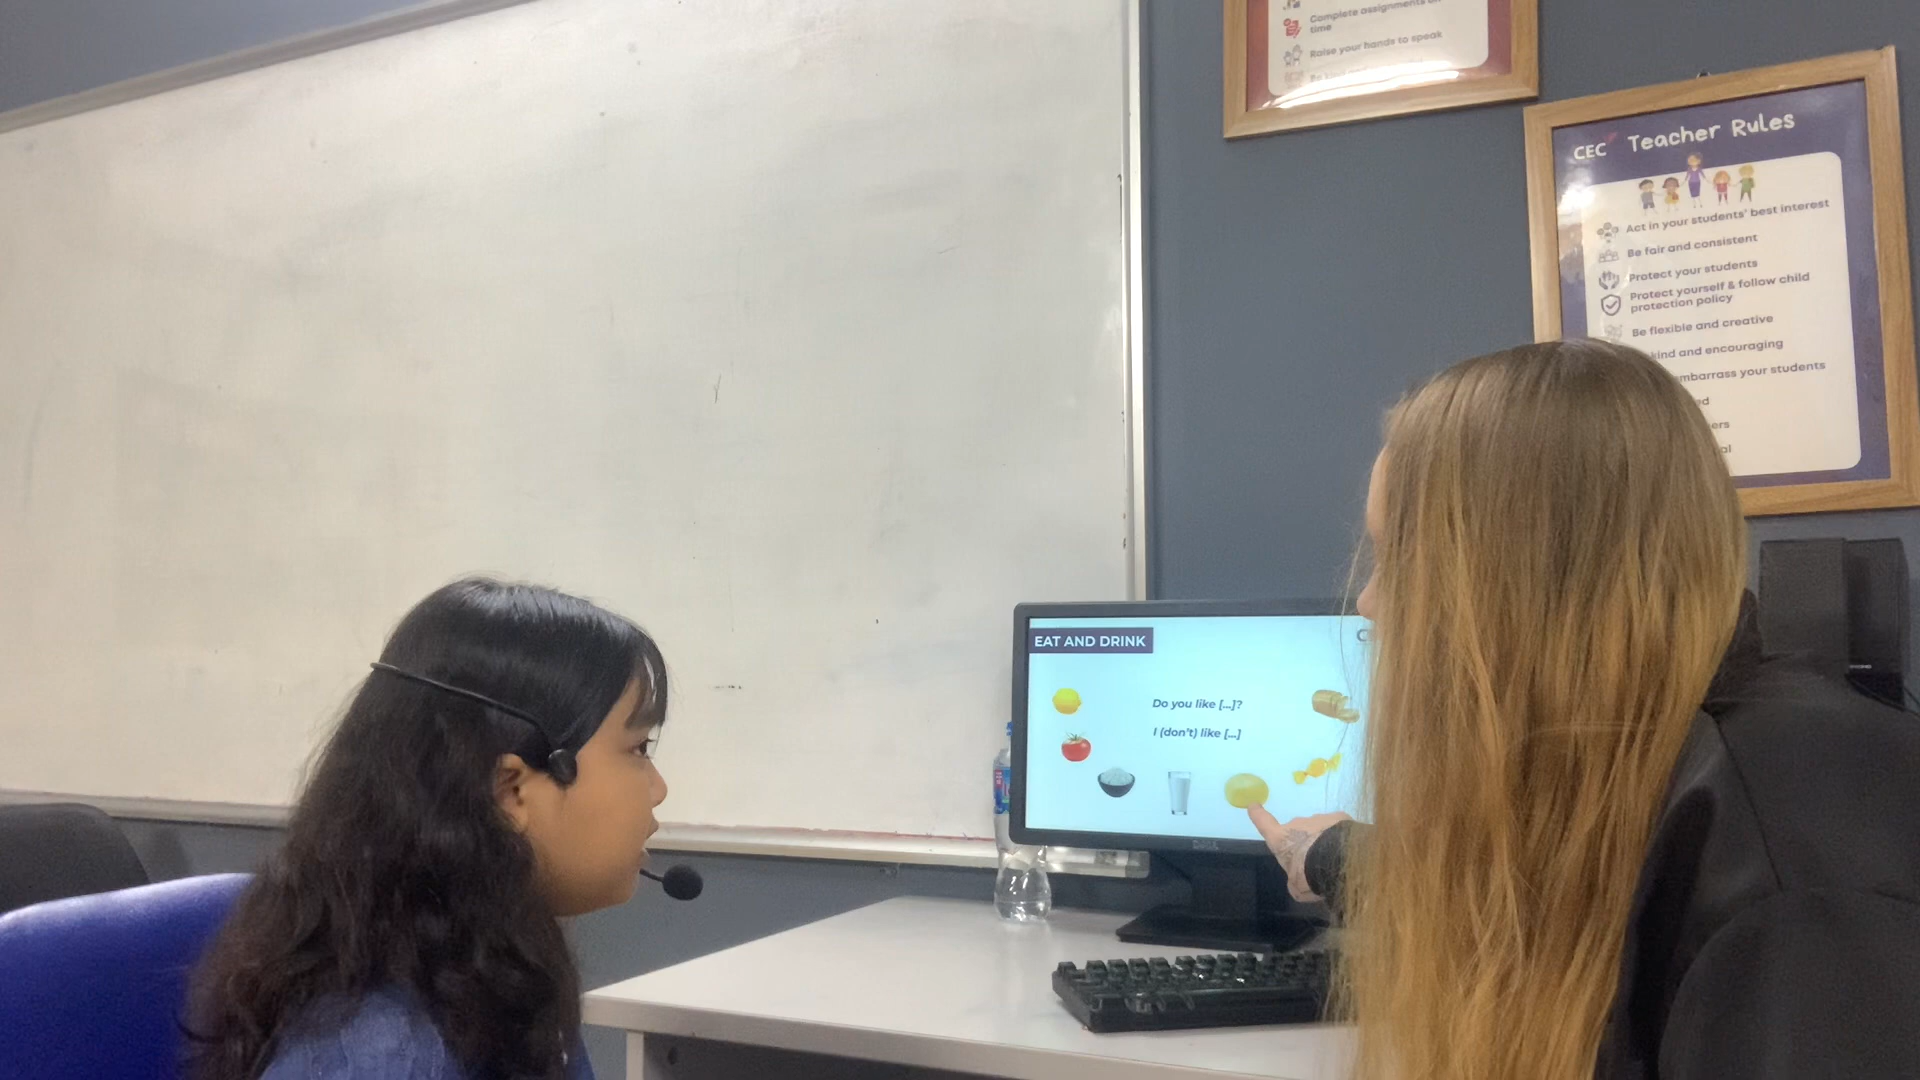 Complete assignments on
time
Raise your hands to speak
CEC Teacher Rules
Act in your students' best interest
Be fair and consistent
Protect your students
Protect yourself & follow child
protection policy
Be flexible and creative
kind and encouraging
embarrass your students
EAT AND DRINK
Do you like [...]?
I (don't) like [...]
DELL